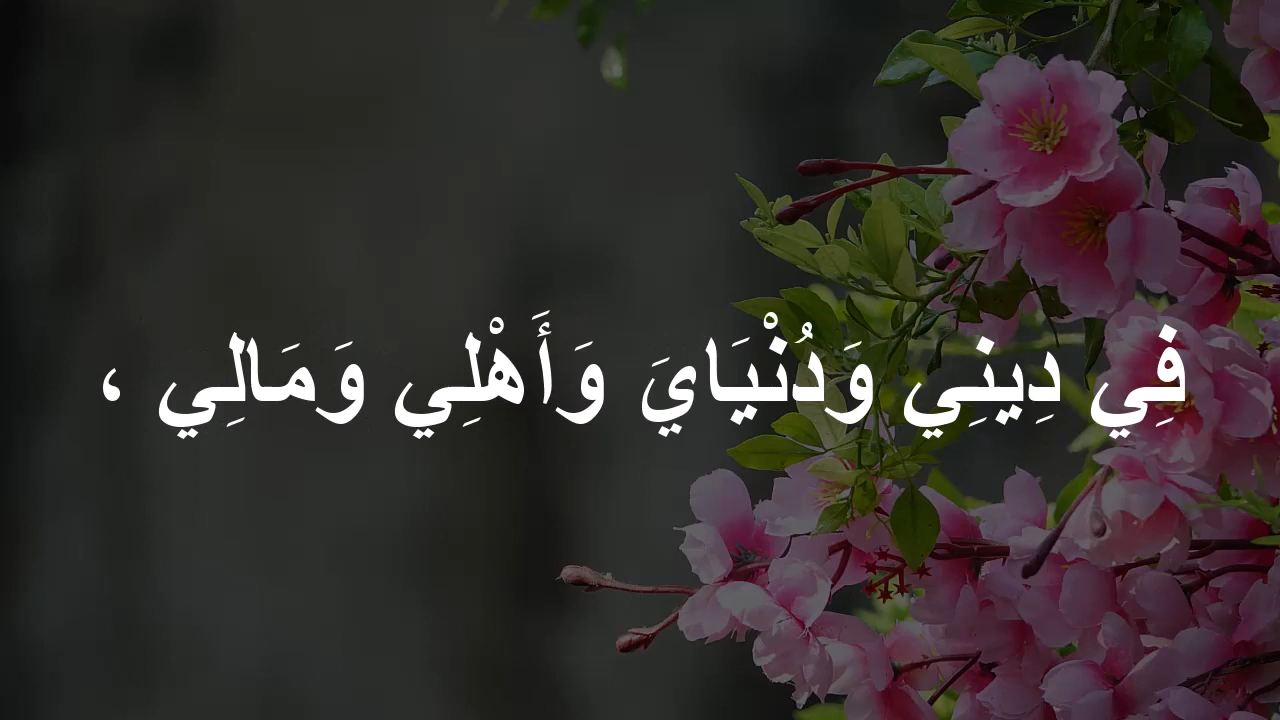 فِي دِينِي وَدُنْيَايَ وَأَهْلِي وَمَالِي ،